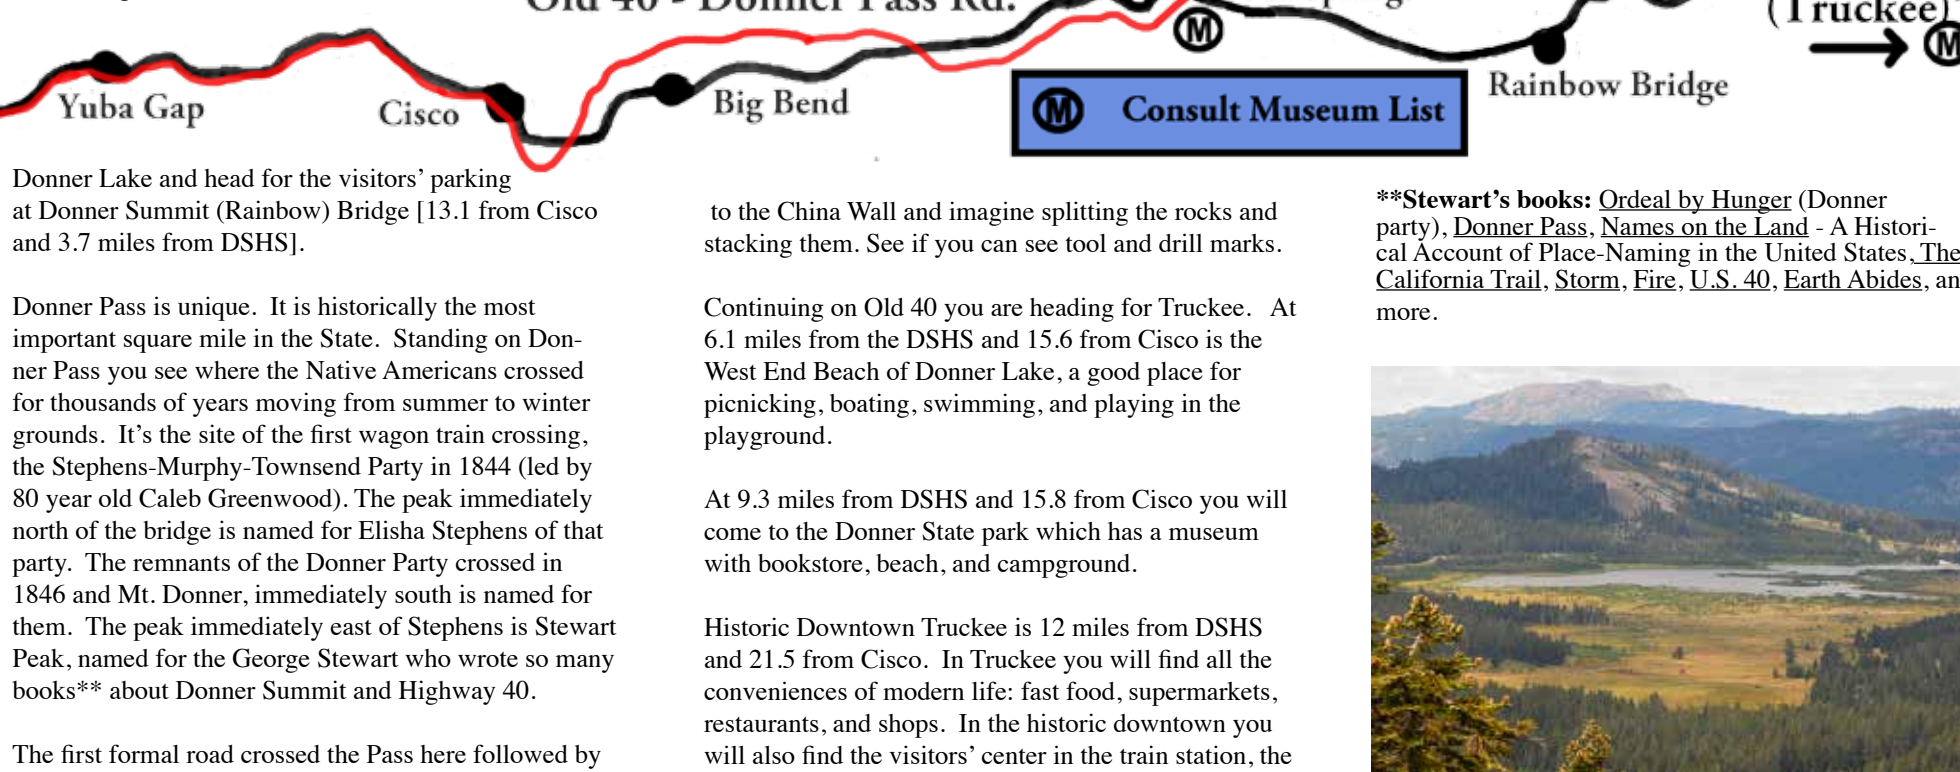 Old 40 - Donner Pass Rd.
(Truckee)
M
M
Rainbow Bridge
Yuba Gap
Cisco
Big Bend
M Consult Museum List
Donner Lake and head for the visitors’ parking
at Donner Summit (Rainbow) Bridge [13.1 from Cisco
and 3.7 miles from DSHS].
Donner Pass is unique.  It is historically the most
important square mile in the State.  Standing on Don-
ner Pass you see where the Native Americans crossed
for thousands of years moving from summer to winter
grounds.  It’s the site of the first wagon train crossing,
the Stephens-Murphy-Townsend Party in 1844 (led by
80 year old Caleb Greenwood). The peak immediately
north of the bridge is named for Elisha Stephens of that
party.  The remnants of the Donner Party crossed in
1846 and Mt. Donner, immediately south is named for
them.  The peak immediately east of Stephens is Stewart
Peak, named for the George Stewart who wrote so many
books** about Donner Summit and Highway 40.
The first formal road crossed the Pass here followed by
to the China Wall and imagine splitting the rocks and
stacking them. See if you can see tool and drill marks.
Continuing on Old 40 you are heading for Truckee.   At
6.1 miles from the DSHS and 15.6 from Cisco is the
West End Beach of Donner Lake, a good place for
picnicking, boating, swimming, and playing in the
playground.
At 9.3 miles from DSHS and 15.8 from Cisco you will
come to the Donner State park which has a museum
with bookstore, beach, and campground.
Historic Downtown Truckee is 12 miles from DSHS
and 21.5 from Cisco.  In Truckee you will find all the
conveniences of modern life: fast food, supermarkets,
restaurants, and shops.  In the historic downtown you
will also find the visitors’ center in the train station, the
**Stewart’s books: Ordeal by Hunger (Donner
party), Donner Pass, Names on the Land - A Histori-
cal Account of Place-Naming in the United States, The
California Trail, Storm, Fire, U.S. 40, Earth Abides, an
more.